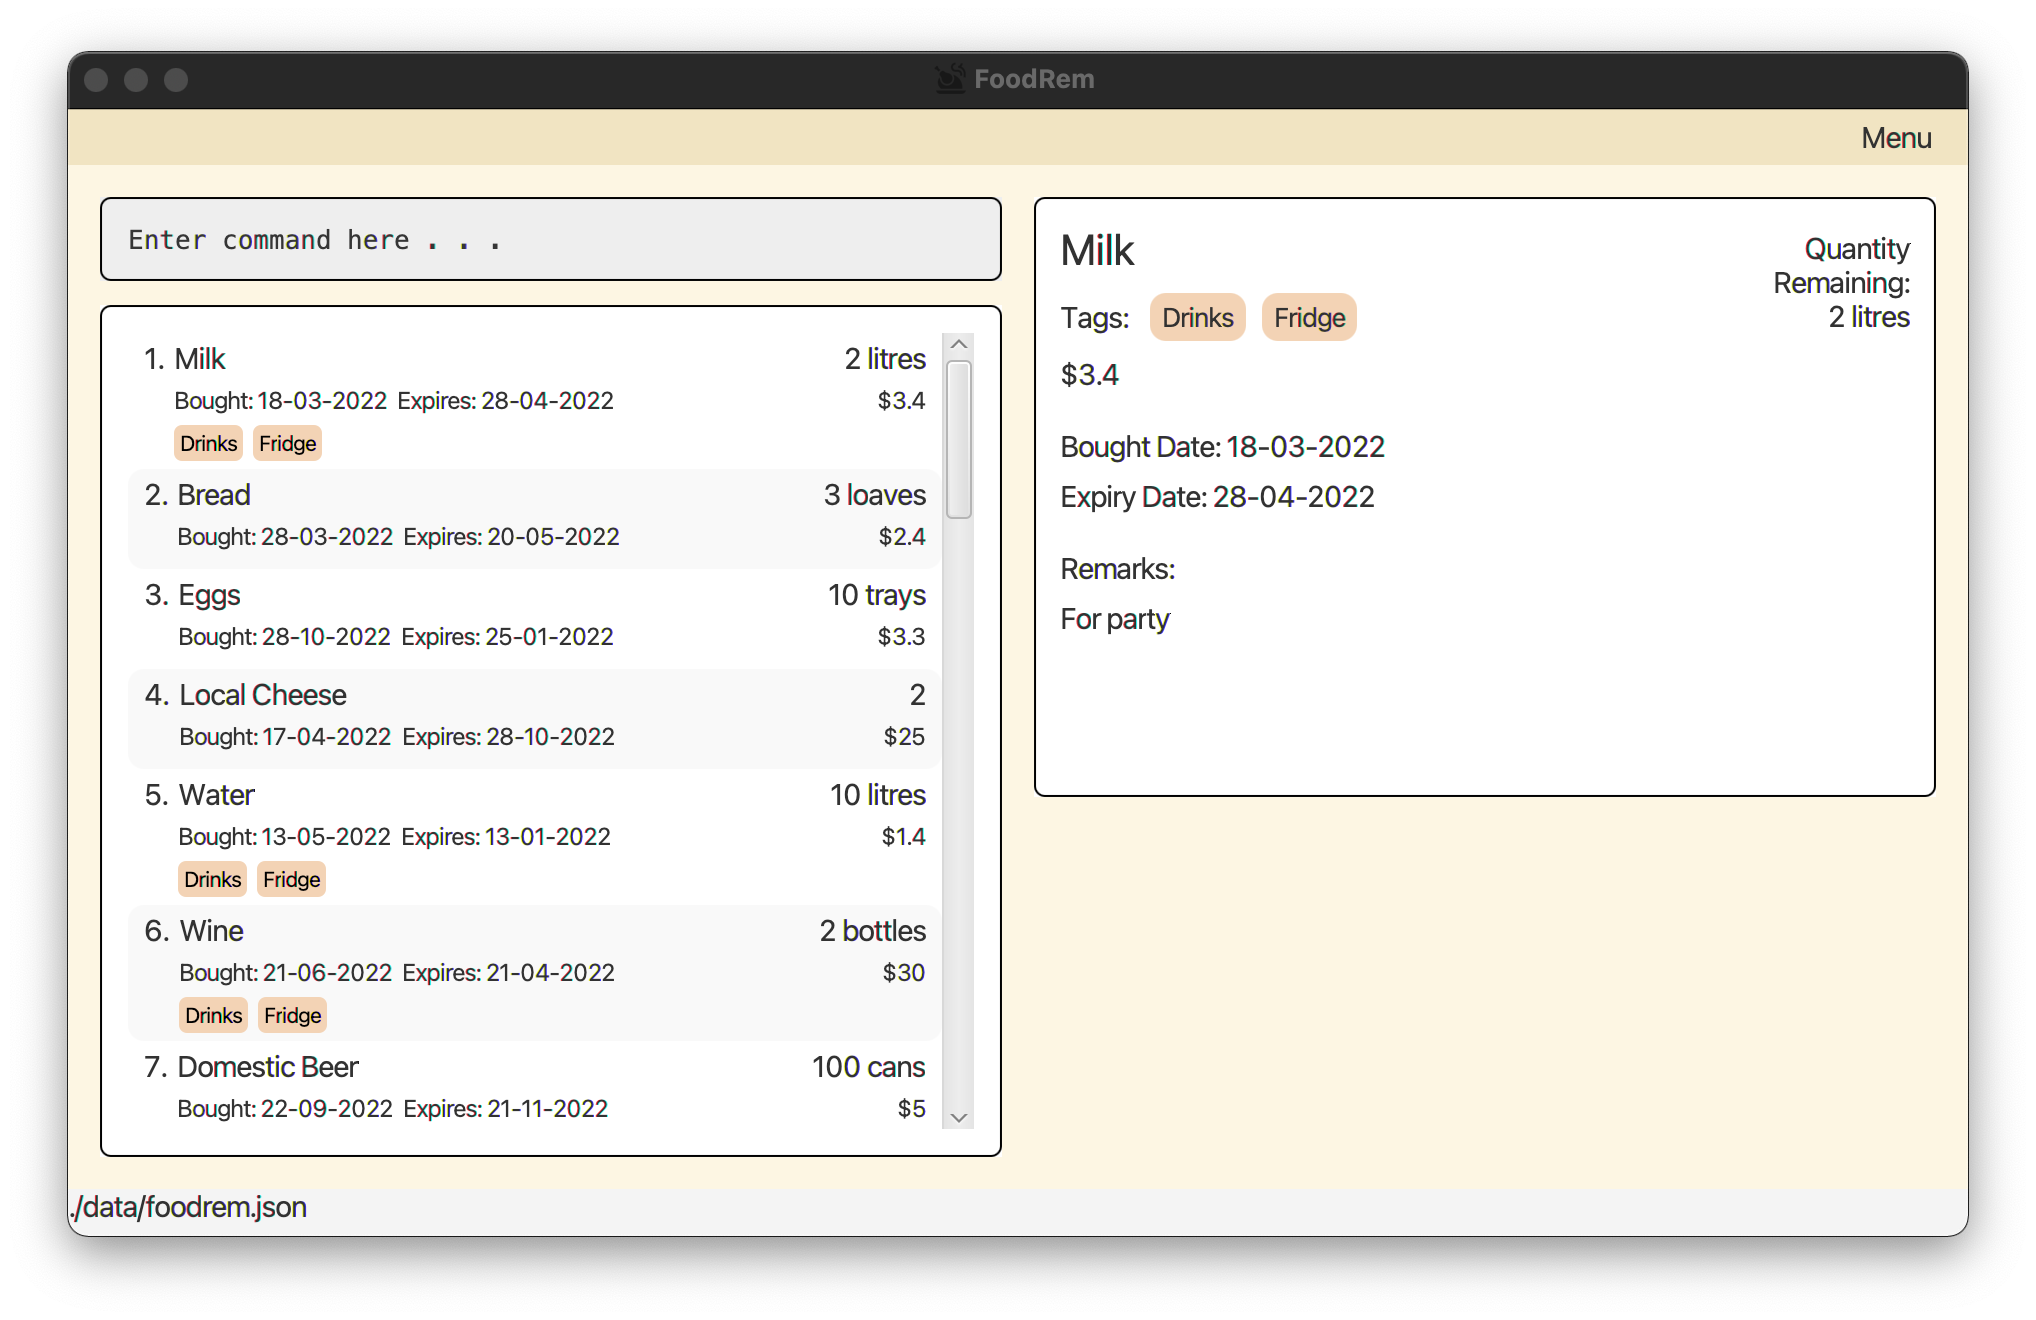 FoodRem
Menu
Enter command here . . .
1. Milk 2 litres
Bought: 18-03-2022 Expires: 28-04-2022 $3.4
Drinks Fridge
2. Bread 3 loaves
Bought: 28-03-2022 Expires: 20-05-2022 $2.4
3. Eggs 10 trays
Bought: 28-10-2022 Expires: 25-01-2022 $3.3
4. Local Cheese 2
Bought: 17-04-2022 Expires: 28-10-2022 $25
5. Water 10 litres
Bought: 13-05-2022 Expires: 13-01-2022 $1.4
Drinks Fridge
6. Wine 2 bottles
Bought: 21-06-2022 Expires: 21-04-2022 $30
Drinks Fridge
7. Domestic Beer 100 cans
Bought: 22-09-2022 Expires: 21-11-2022 $5
Milk
Quantity
Remaining:
2 litres
Tags: Drinks Fridge
$3.4
Bought Date: 18-03-2022
Expiry Date: 28-04-2022
Remarks:
For party
./data/foodrem.json